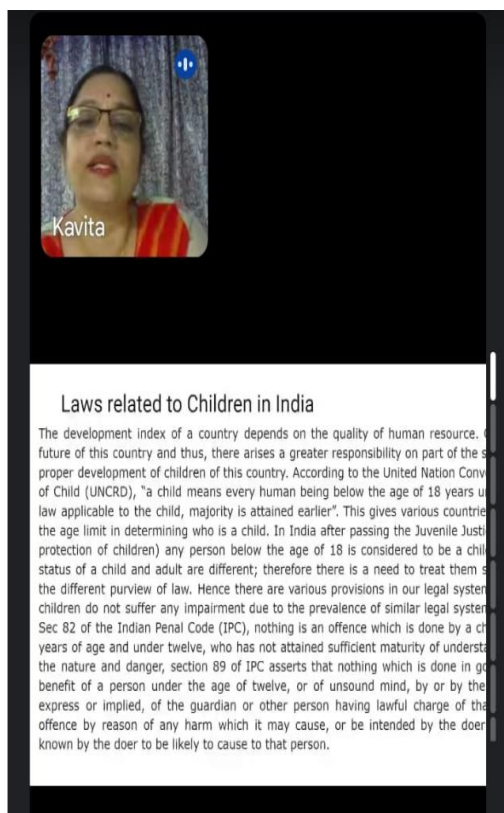 Kavita
Laws related to Children in India
The development index of a country depends on the quality of human resource.
future of this country and thus, there arises a greater responsibility on part of the s
proper development of children of this country. According to the United Nation Conv
of Child (UNCRD), “a child means every human being below the age of 18 years u
law applicable to the child, majority is attained earlier”. This gives various countrie
the age limit in determining who is a child. In India after passing the Juvenile Justi
protection of children) any person below the age of 18 is considered to be a chil
status of a child and adult are different; therefore there is a need to treat them s
the different purview of law. Hence there are various provisions in our legal system
children do not suffer any impairment due to the prevalence of similar legal system
Sec 82 of the Indian Penal Code (IPC), nothing is an offence which is done by a ch
years of age and under twelve, who has not attained sufficient maturity of understa
the nature and danger, section 89 of IPC asserts that nothing which is done in go
benefit of a person under the age of twelve, or of unsound mind, by or by the
express or implied, of the guardian or other person having lawful charge of tha
offence by reason of any harm which it may cause, or be intended by the doer
known by the doer to be likely to cause to that person.